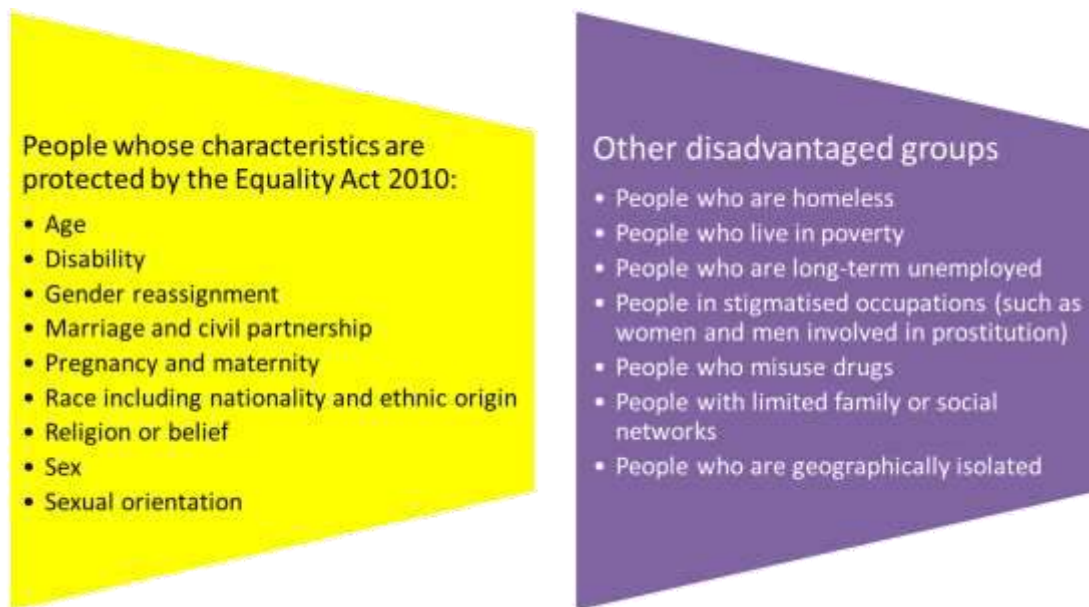 People whose characteristics are
protected by the Equality Act 2010:
• Age
• Disability
• Gender reassignment
• Marriage and civil partnership
• Pregnancy and maternity
• Race including nationality and ethnic origin
• Religion or belief
• Sex
• Sexual orientation
Other disadvantaged groups
• People who are homeless
• People who live in poverty
• People who are long-term unemployed
• People in stigmatised occupations (such as
women and men involved in prostitution)
• People who misuse drugs
• People with limited family or social
networks
• People who are geographically isolated